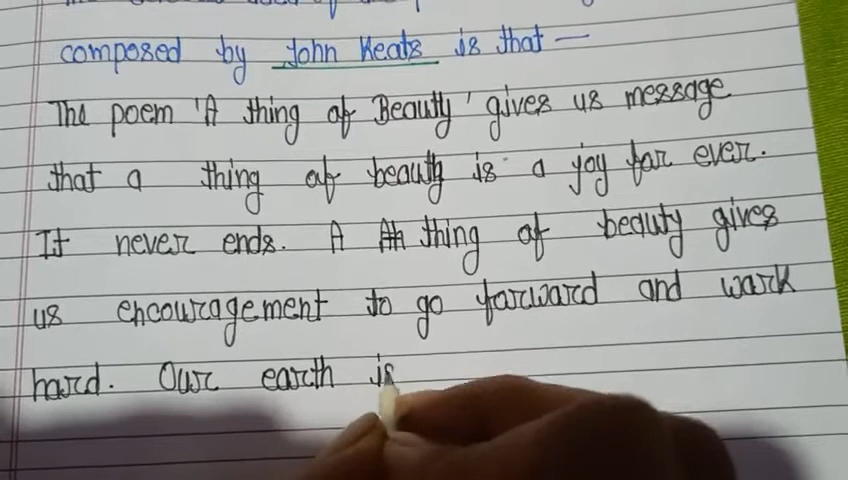 of the
composed by John Keats is that —
The poem 'A thing of Beauty' gives us message
that a thing of beauty is a joy for ever.
It never ends. A thing of beauty gives
us encouragement to go forward and work
hard. Our earth is